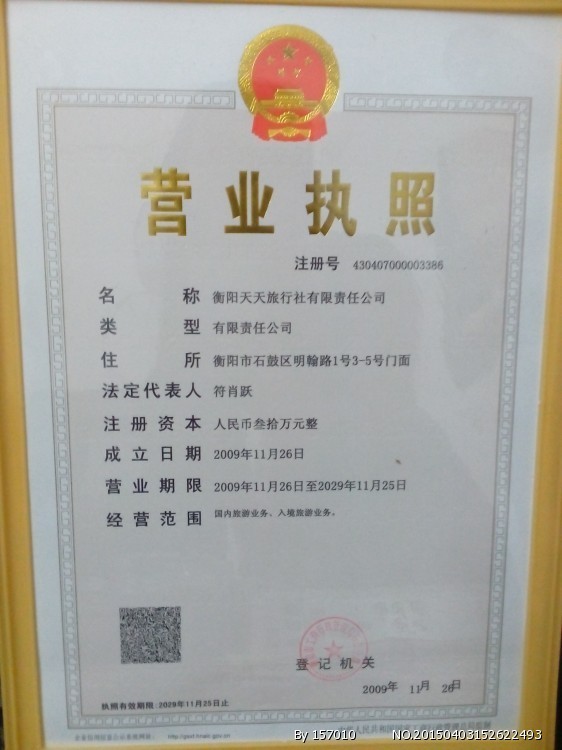 营业执照
注册号 430407000003386
名称 衡阳天天旅行社有限责任公司
类型 有限责任公司
住所 衡阳市石鼓区明翰路1号3-5号门面
法定代表人 符肖跃
注册资本 人民币叁拾万元整
成立日期 2009年11月26日
营业期限 2009年11月26日至2029年11月25日
经营范围 国内旅游业务、入境旅游业务。
登记机关
2009年 11月 26日
执照有效期限:2029年11月25日止
By 157010 NO.20150403152622493